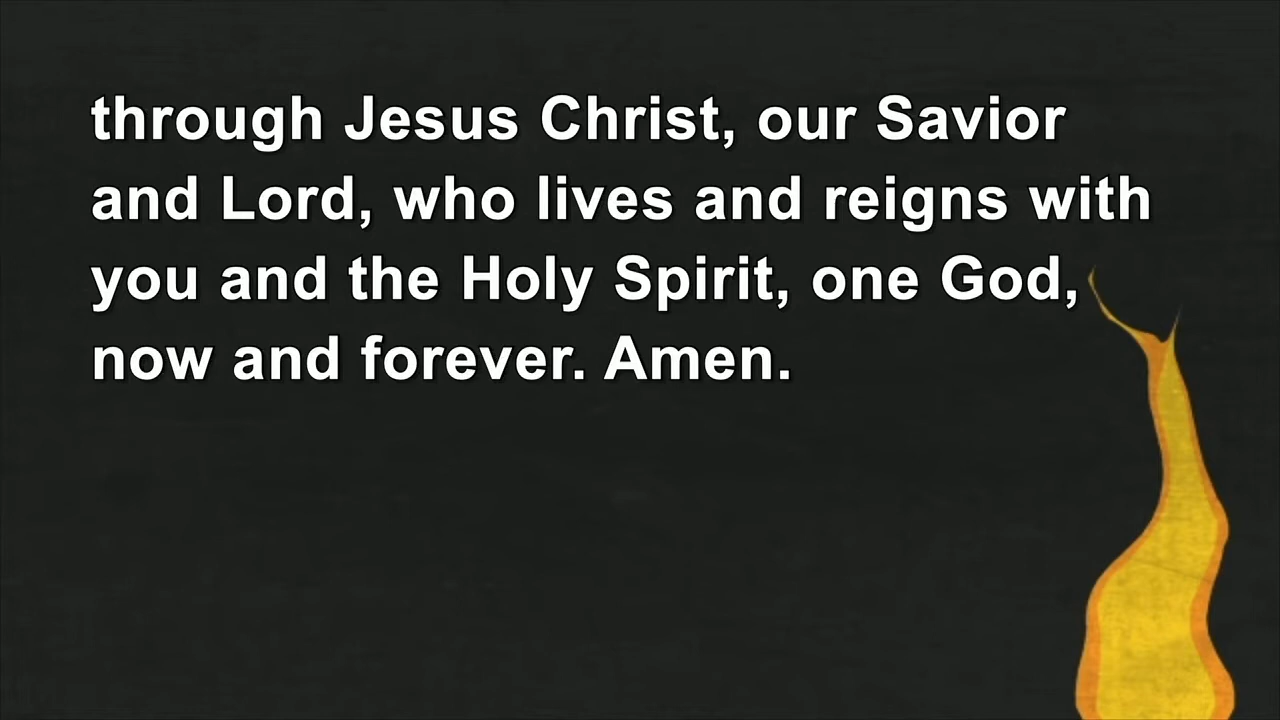 through Jesus Christ, our Savior
and Lord, who lives and reigns with
you and the Holy Spirit, one God,
now and forever. Amen.